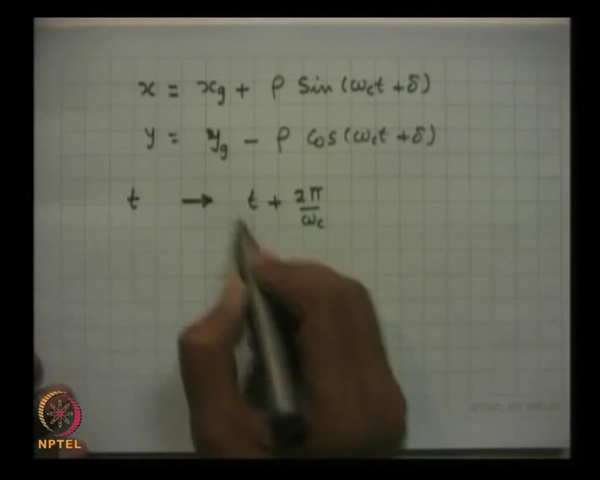 x = xg + ρ Sin (ωct + δ)
y = yg - ρ Cos (ωct + δ)
t → t + 2π/ωc
NPTEL